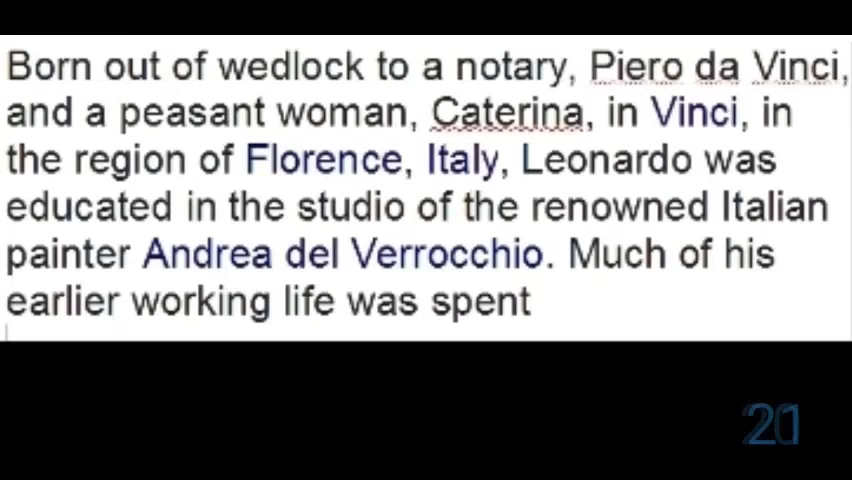 Born out of wedlock to a notary, Piero da Vinci,
and a peasant woman, Caterina, in Vinci, in
the region of Florence, Italy, Leonardo was
educated in the studio of the renowned Italian
painter Andrea del Verrocchio. Much of his
earlier working life was spent